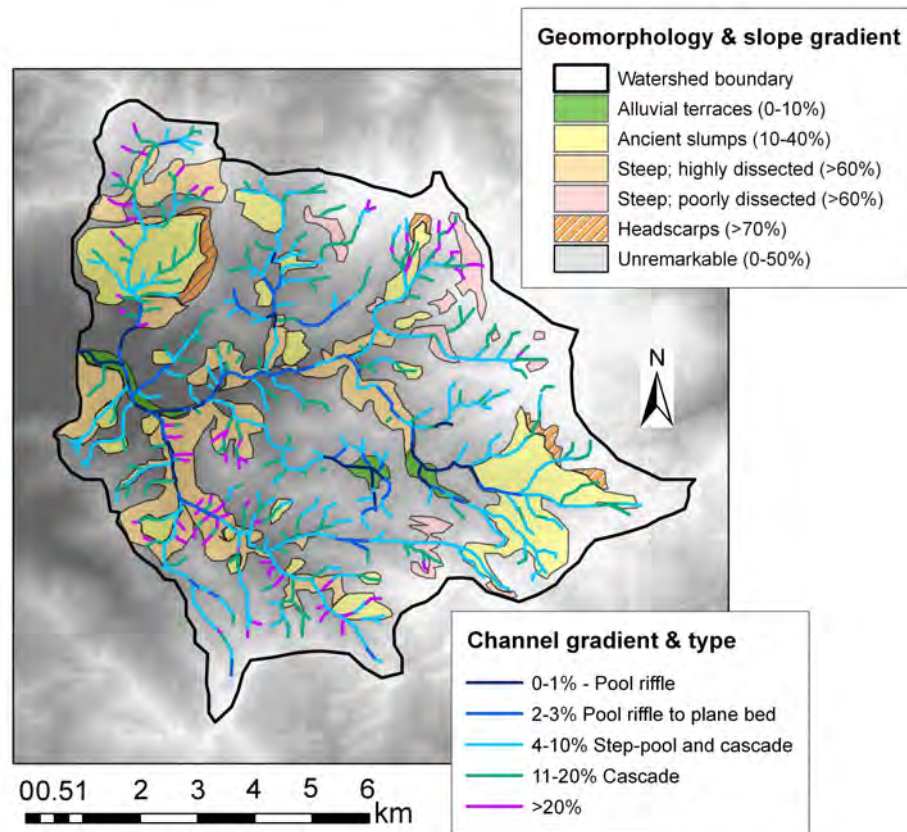 Geomorphology & slope gradient
Watershed boundary
Alluvial terraces (0-10%)
Ancient slumps (10-40%)
Steep; highly dissected (>60%)
Steep; poorly dissected (>60%)
Headscarps (>70%)
Unremarkable (0-50%)
N
Channel gradient & type
0-1% - Pool riffle
2-3% Pool riffle to plane bed
4-10% Step-pool and cascade
11-20% Cascade
>20%
00.51 2 3 4 5 6
km